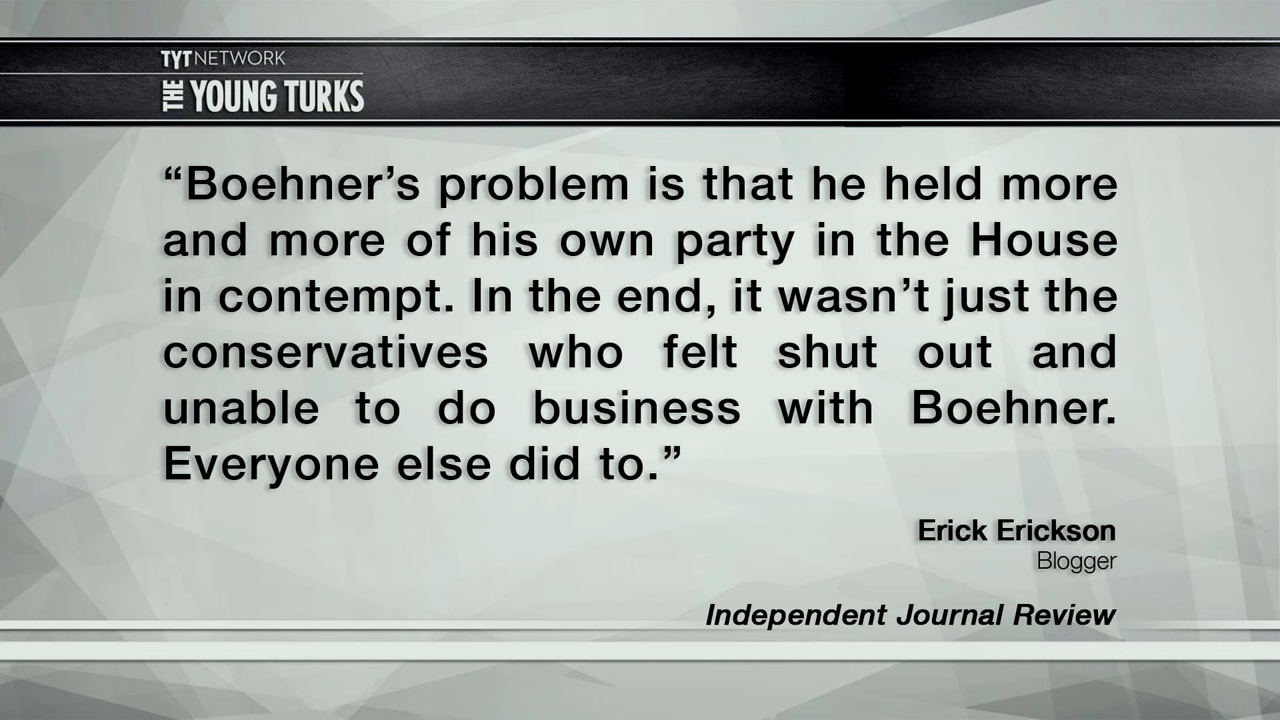 TYT NETWORK
THE YOUNG TURKS
“Boehner’s problem is that he held more
and more of his own party in the House
in contempt. In the end, it wasn’t just the
conservatives who felt shut out and
unable to do business with Boehner.
Everyone else did to.”
Erick Erickson
Blogger
Independent Journal Review